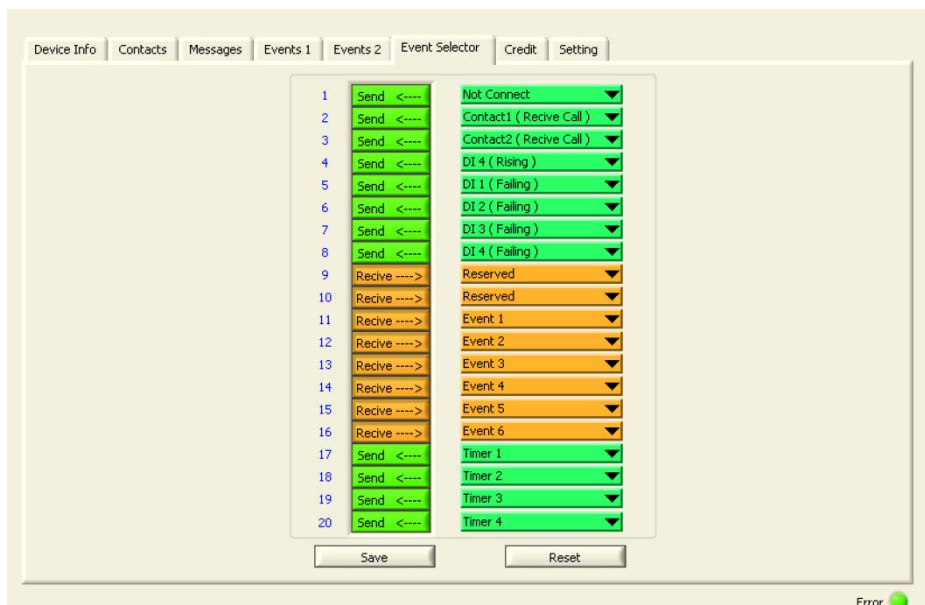 Device Info Contacts Messages Events 1 Events 2 Event Selector Credit Setting
1 Send <---- Not Connect
2 Send <---- Contact1 ( Recive Call )
3 Send <---- Contact2 ( Recive Call )
4 Send <---- DI 4 ( Rising )
5 Send <---- DI 1 ( Failing )
6 Send <---- DI 2 ( Failing )
7 Send <---- DI 3 ( Failing )
8 Send <---- DI 4 ( Failing )
9 Recive ----> Reserved
10 Recive ----> Reserved
11 Recive ----> Event 1
12 Recive ----> Event 2
13 Recive ----> Event 3
14 Recive ----> Event 4
15 Recive ----> Event 5
16 Recive ----> Event 6
17 Send <---- Timer 1
18 Send <---- Timer 2
19 Send <---- Timer 3
20 Send <---- Timer 4
Save Reset
Error